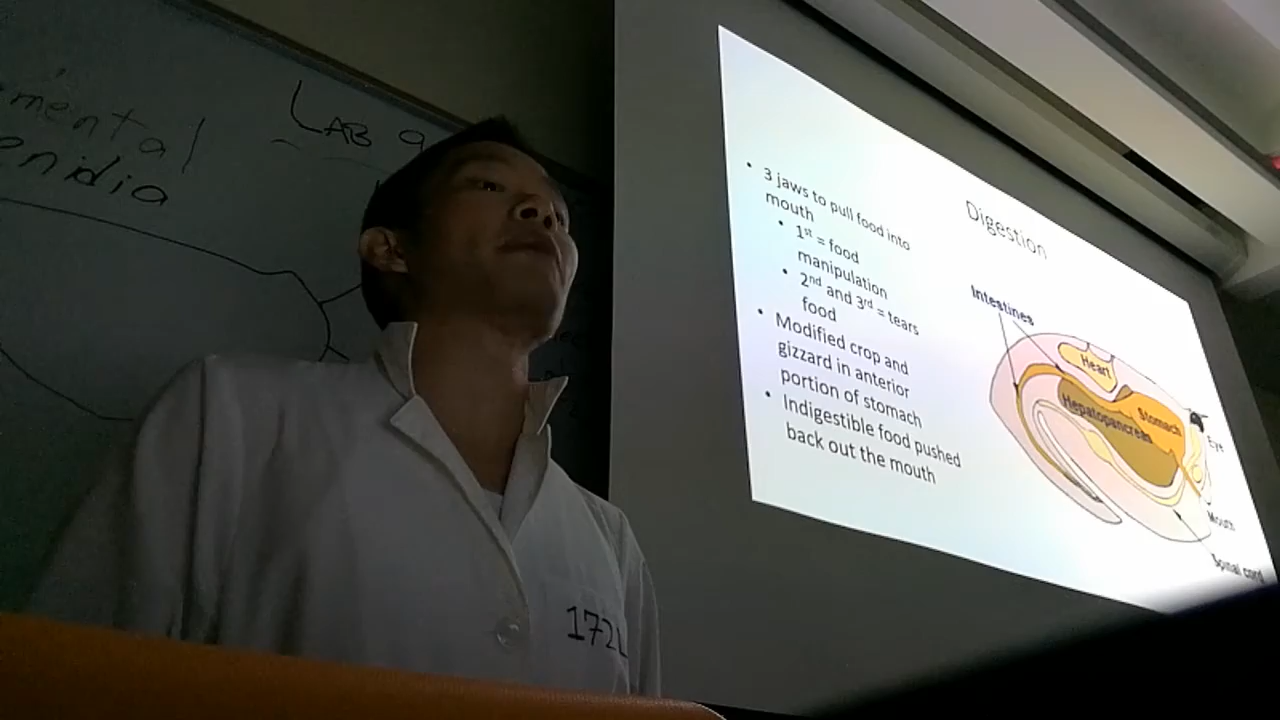 mental
enidia
LAB 9
Digestion
• 3 jaws to pull food into
mouth
• 1st = food
manipulation
• 2nd and 3rd = tears
food
• Modified crop and
gizzard in anterior
portion of stomach
• Indigestible food pushed
back out the mouth
Intestines
Heart
Hepatopancreas
Stomach
Eye
Mouth
Spinal cord
172L